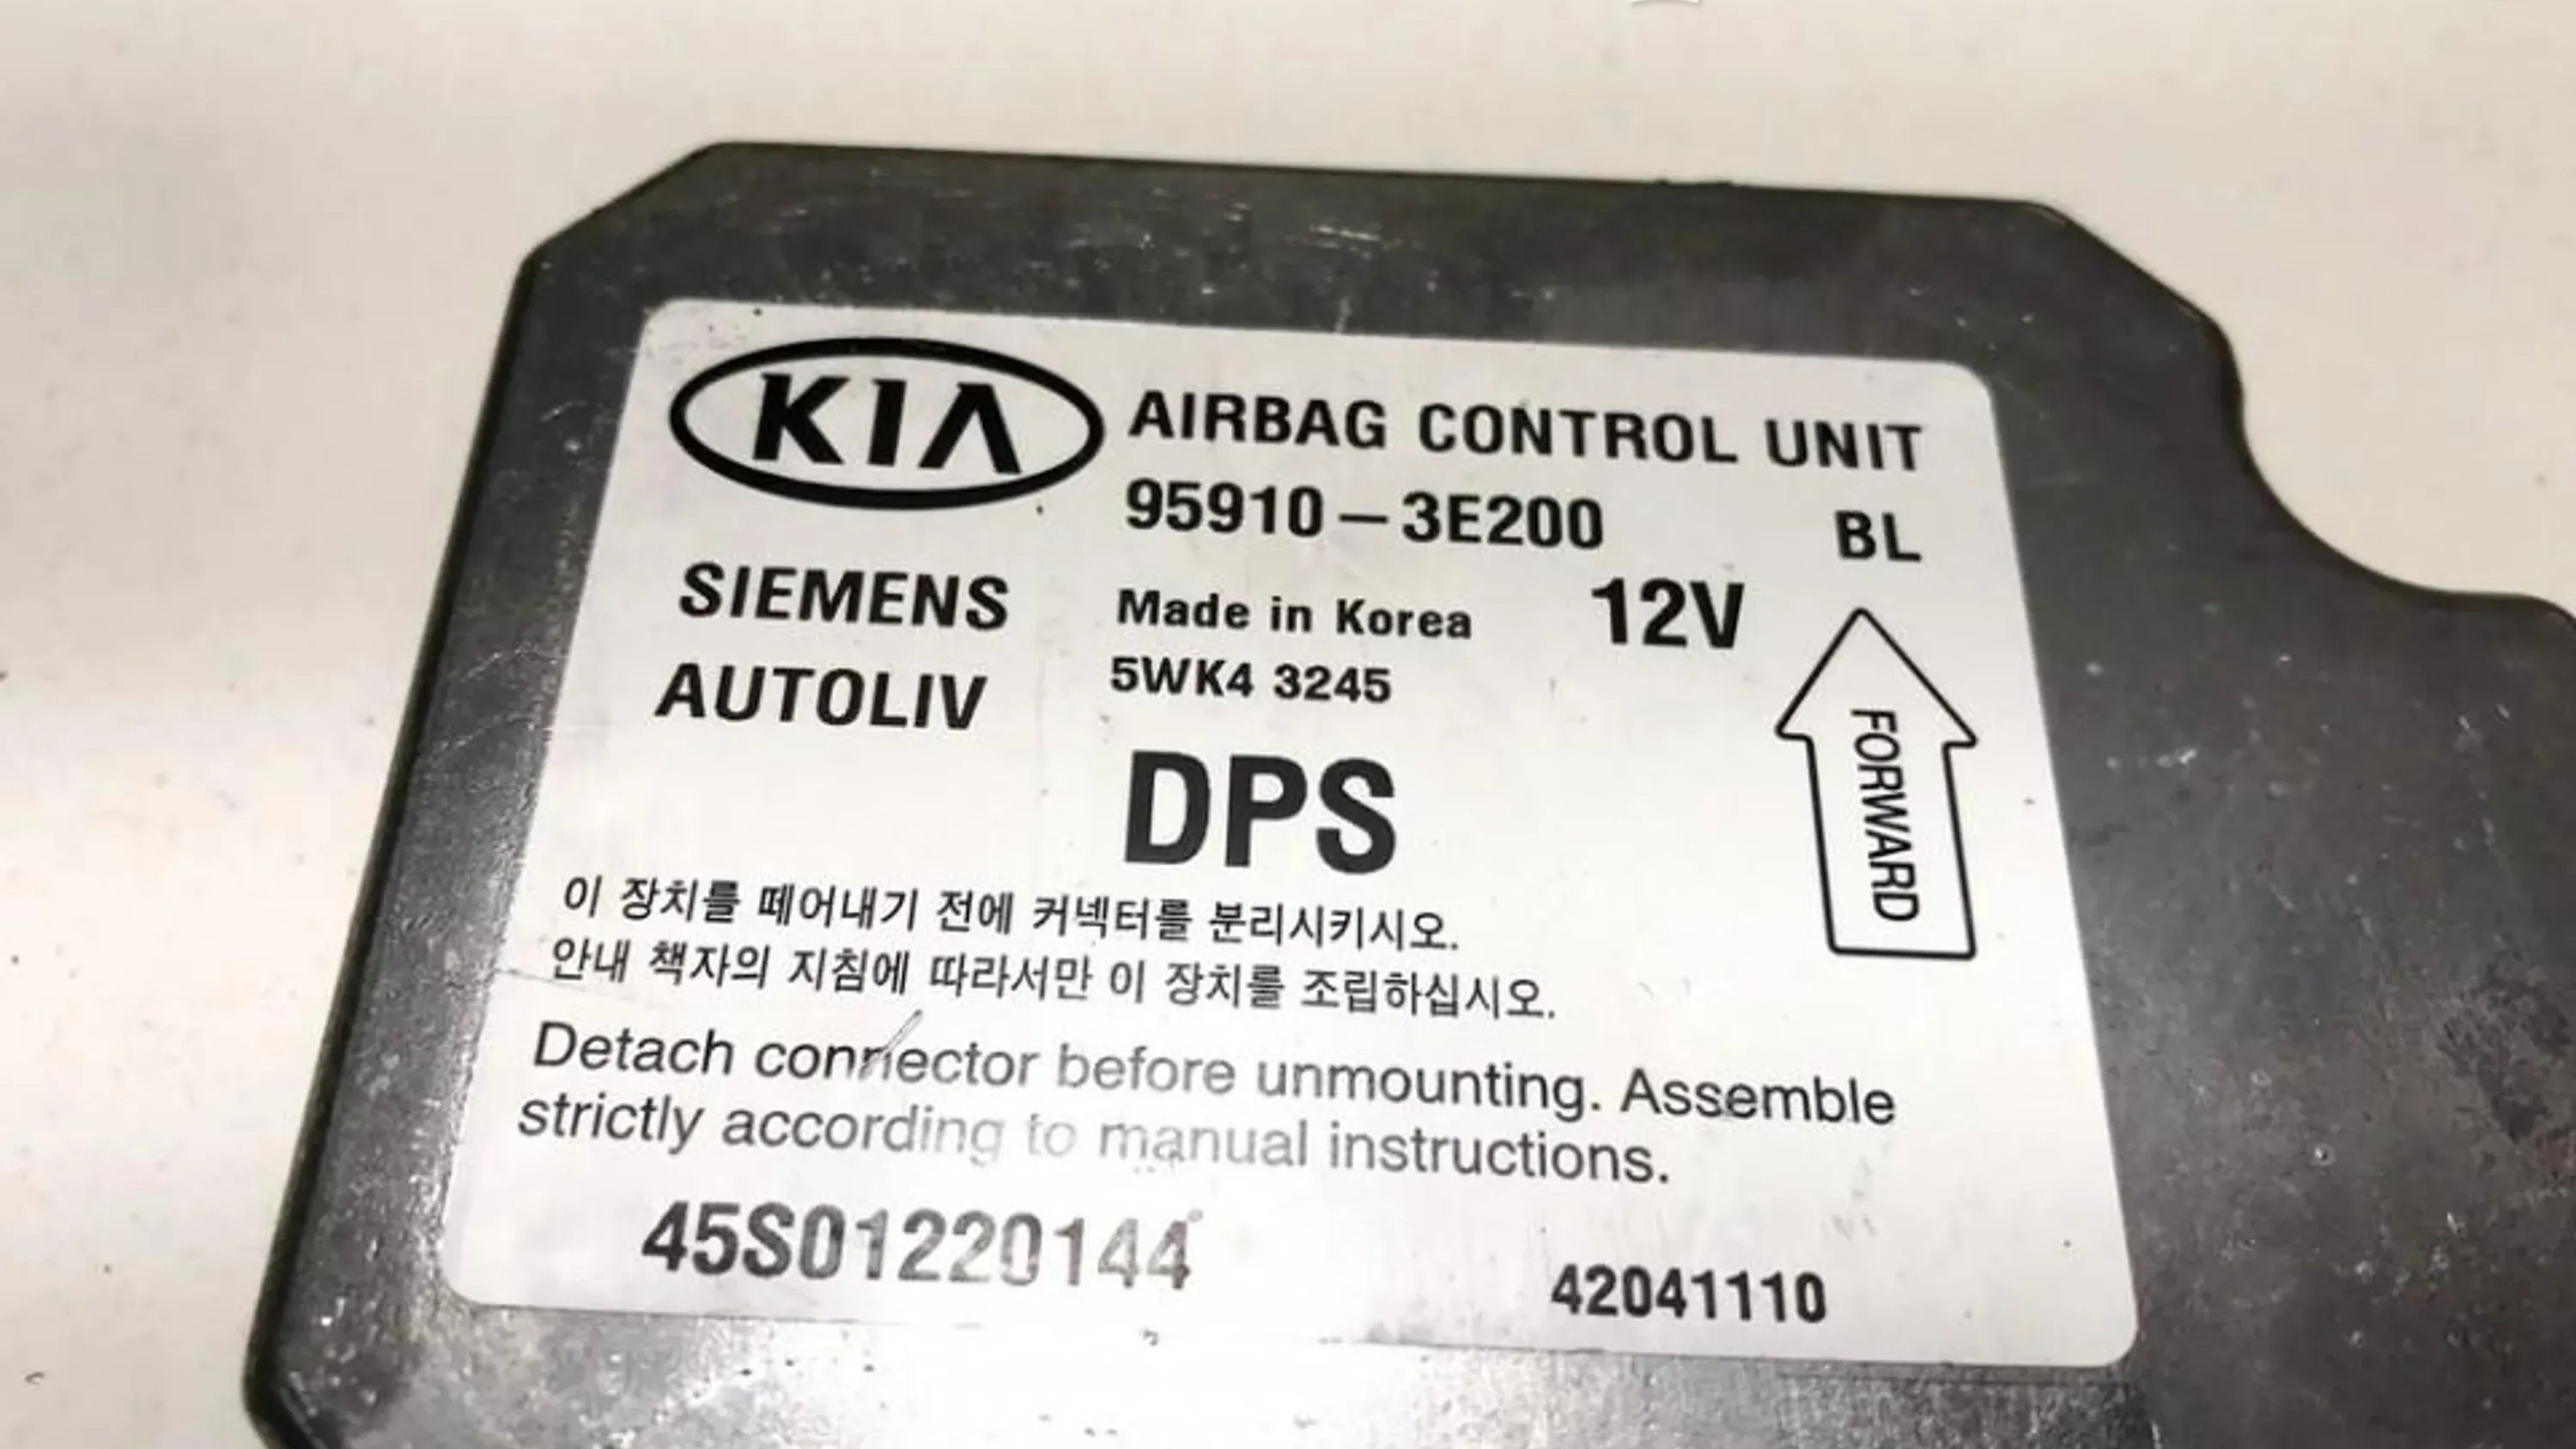 KIA AIRBAG CONTROL UNIT
95910-3E200 BL
SIEMENS Made in Korea 12V
AUTOLIV 5WK4 3245
FORWARD
DPS
이 장치를 떼어내기 전에 커넥터를 분리시키시오.
안내 책자의 지침에 따라서만 이 장치를 조립하십시오.
Detach connector before unmounting. Assemble
strictly according to manual instructions.
45S01220144 42041110